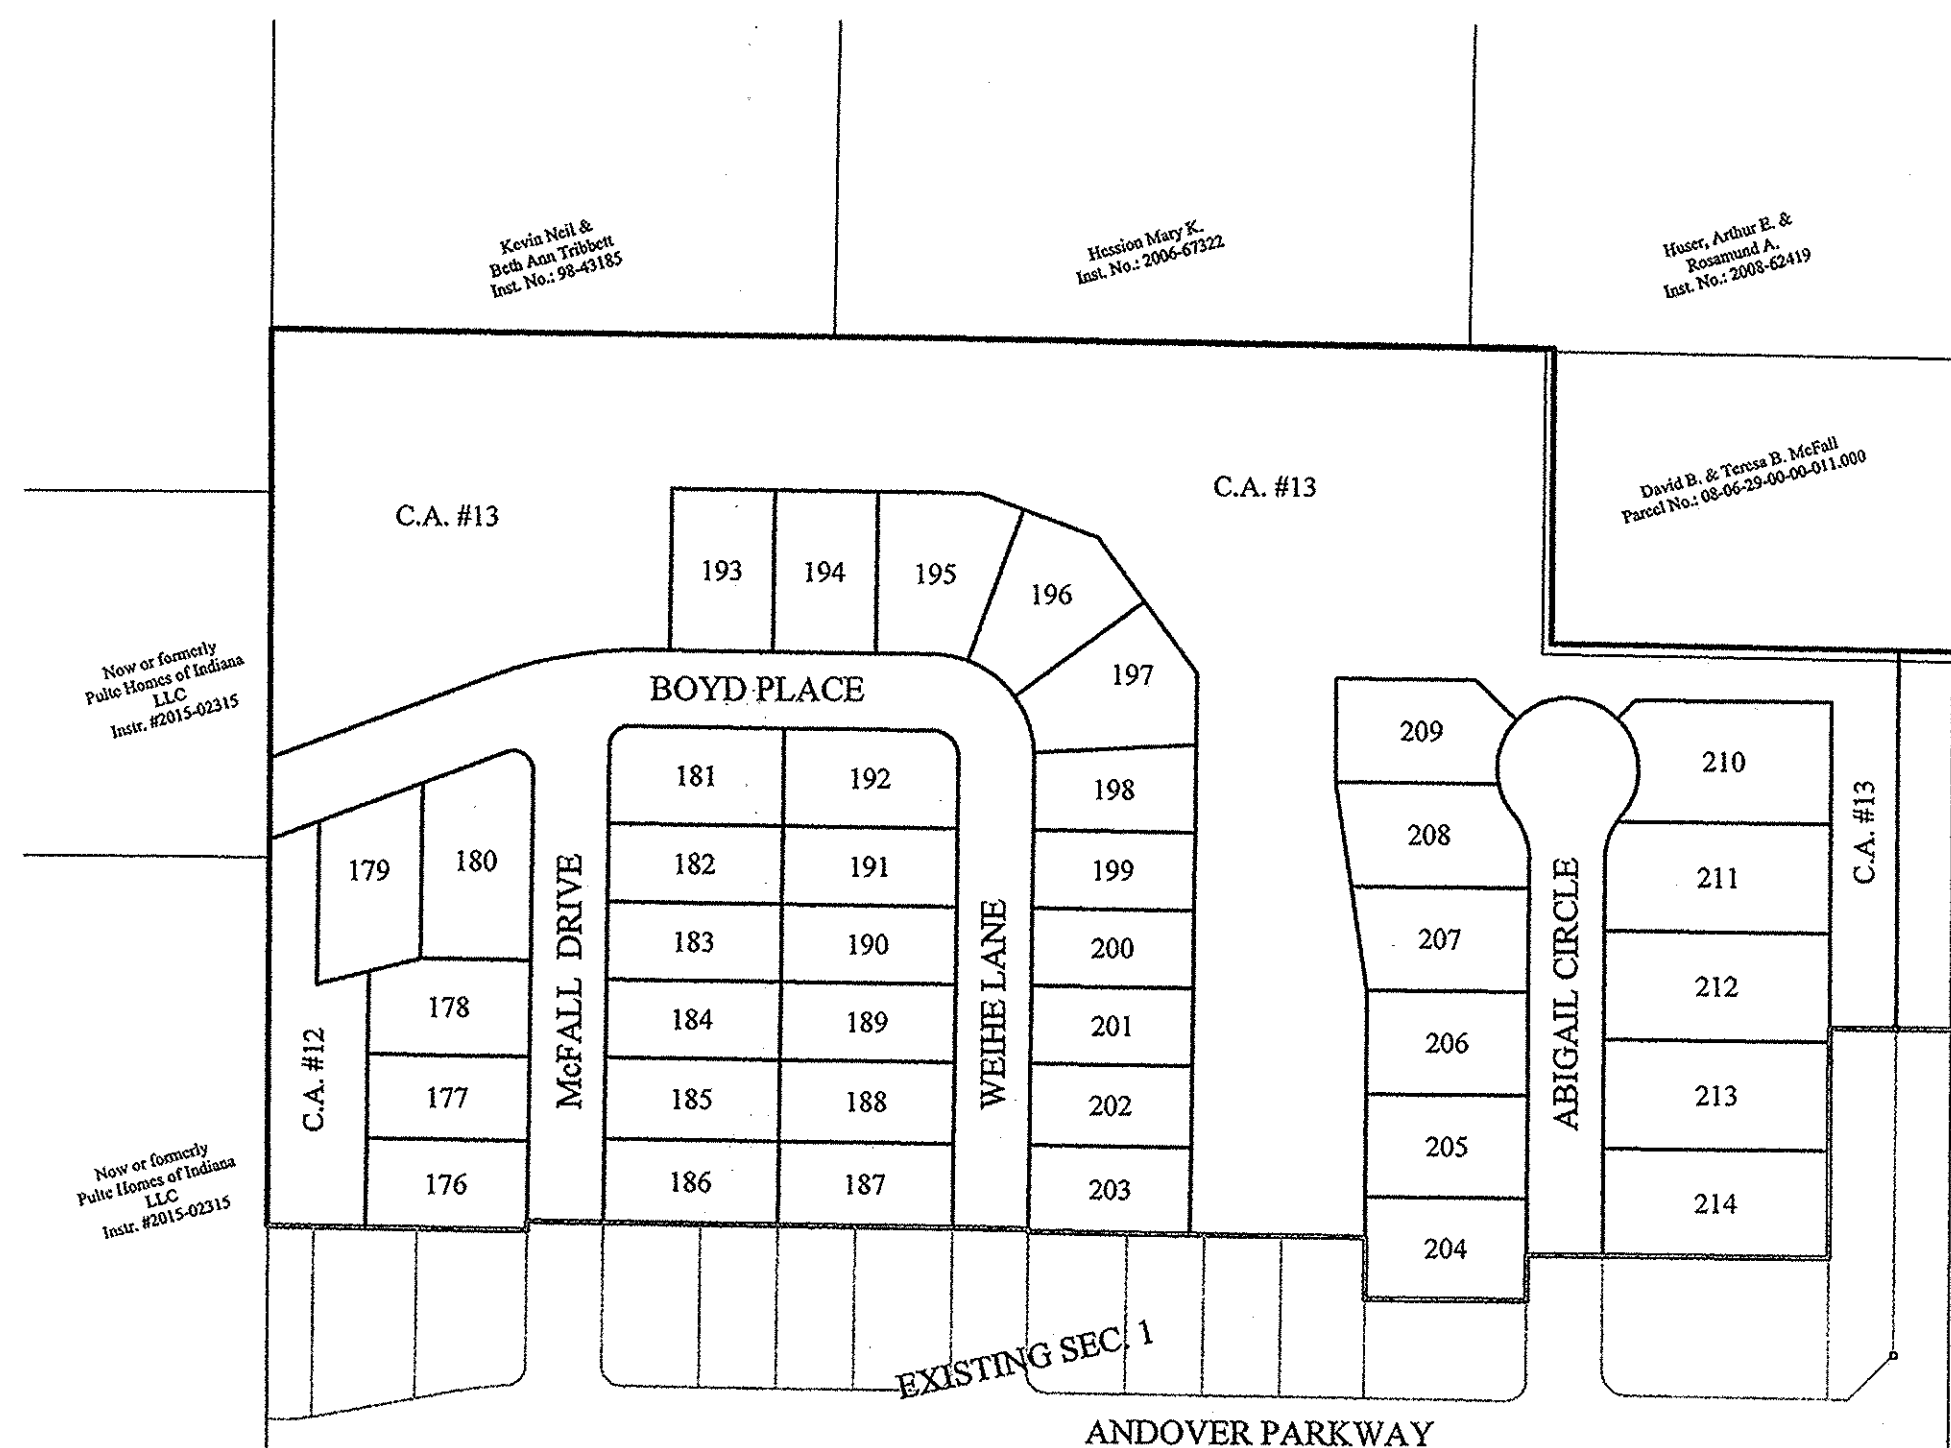 Kevin Neil &
Beth Ann Tribbett
Inst. No.: 98-43185
Hession Mary K.
Inst. No.: 2006-67322
Huser, Arthur E. &
Rosamund A.
Inst. No.: 2008-62419
David B. & Teresa B. McFall
Parcel No.: 08-06-29-00-00-011.000
C.A. #13
C.A. #13
193
194
195
196
197
Now or formerly
Pulte Homes of Indiana
LLC
Instr. #2015-02315
BOYD PLACE
209
210
181
192
198
208
C.A. #13
179
180
182
191
199
211
McFALL DRIVE
183
190
WEIHE LANE
200
207
ABIGAIL CIRCLE
212
178
184
189
201
206
C.A. #12
177
185
188
202
213
205
Now or formerly
Pulte Homes of Indiana
LLC
Instr. #2015-02315
176
186
187
203
214
204
EXISTING SEC. 1
ANDOVER PARKWAY